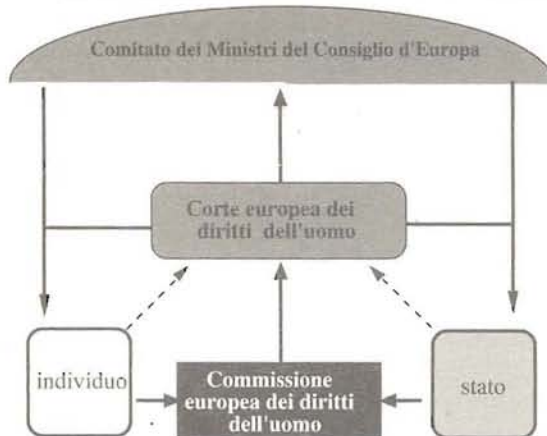 Comitato dei Ministri del Consiglio d'Europa
Corte europea dei
diritti dell'uomo
individuo
Commissione
europea dei diritti
dell'uomo
stato